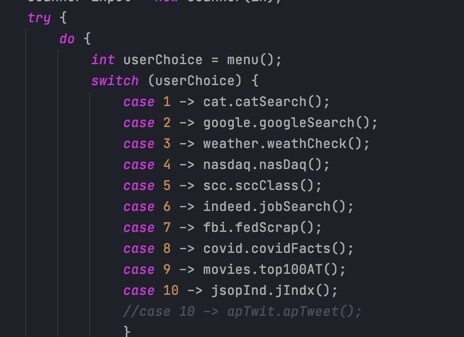 try {
do {
int userChoice = menu();
switch (userChoice) {
case 1 -> cat.catSearch();
case 2 -> google.googleSearch();
case 3 -> weather.weathCheck();
case 4 -> nasdaq.nasDaq();
case 5 -> scc.sccClass();
case 6 -> indeed.jobSearch();
case 7 -> fbi.fedScrap();
case 8 -> covid.covidFacts();
case 9 -> movies.top100AT();
case 10 -> jsopInd.jIndx();
//case 10 -> apTwit.apTweet();
}